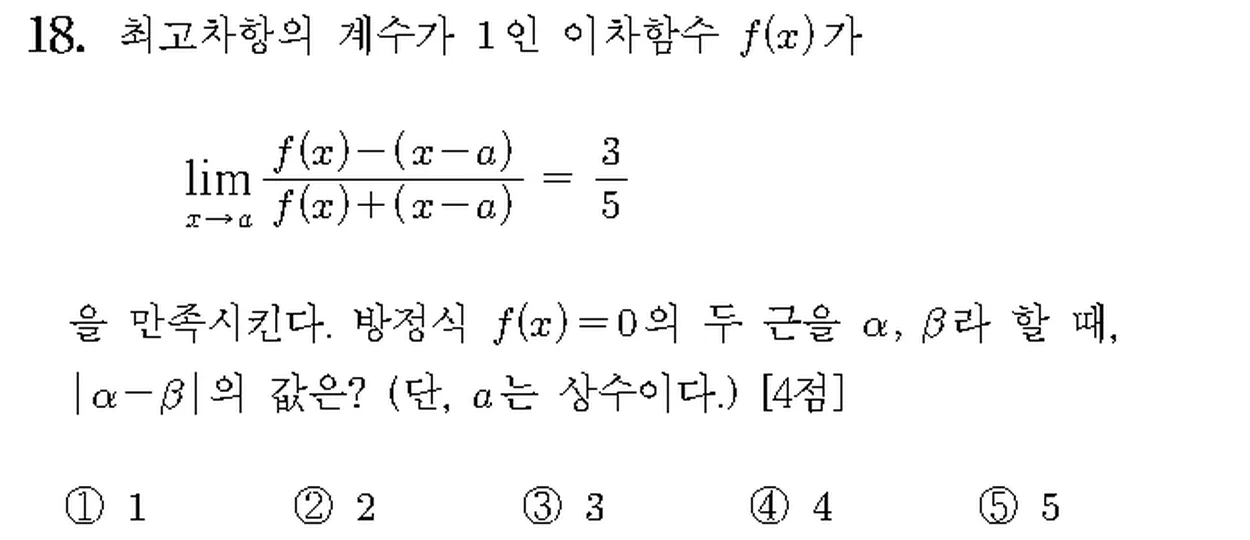 18. 최고차항의 계수가 1인 이차함수 f(x)가
lim_{x→a} \frac{f(x)-(x-a)}{f(x)+(x-a)} = \frac{3}{5}
을 만족시킨다. 방정식 f(x)=0의 두 근을 α, β라 할 때,
|α-β|의 값은? (단, a는 상수이다.) [4점]
① 1 ② 2 ③ 3 ④ 4 ⑤ 5